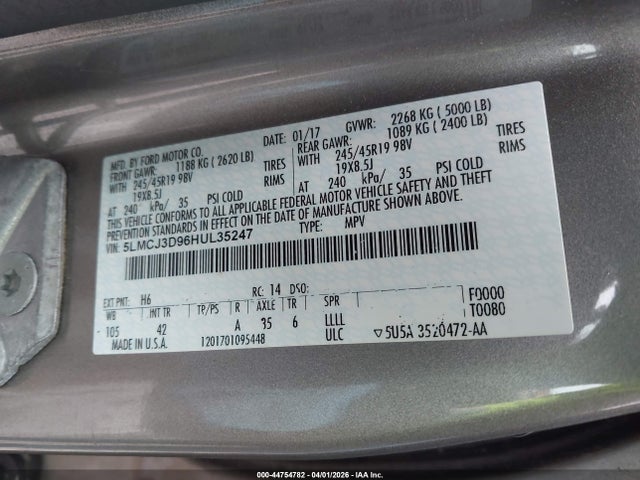 MFD. BY FORD MOTOR CO. 01/17 GVWR: 2268 KG ( 5000 LB)
FRONT GAWR: 1188 KG ( 2620 LB) REAR GAWR: 1089 KG ( 2400 LB)
WITH 245/45R19 98V TIRES WITH 245/45R19 98V TIRES
19X8.5J RIMS 19X8.5J RIMS
AT 240 kPa/ 35 PSI COLD AT 240 kPa/ 35 PSI COLD
THIS VEHICLE CONFORMS TO ALL APPLICABLE FEDERAL MOTOR VEHICLE SAFETY AND THEFT
PREVENTION STANDARDS IN EFFECT ON THE DATE OF MANUFACTURE SHOWN ABOVE.
VIN: 5LMCJ3D96HUL35247 TYPE: MPV
EXT PNT: H6 RC: 14 DSO: F0000
WB INT TR TP/PS R AXLE TR SPR T0080
105 42 A 35 6 LLLL
MADE IN U.S.A. 1201701095448 ULC ▽5U5A 3520472-AA
000-44754782 - 04/01/2026 - IAA Inc.